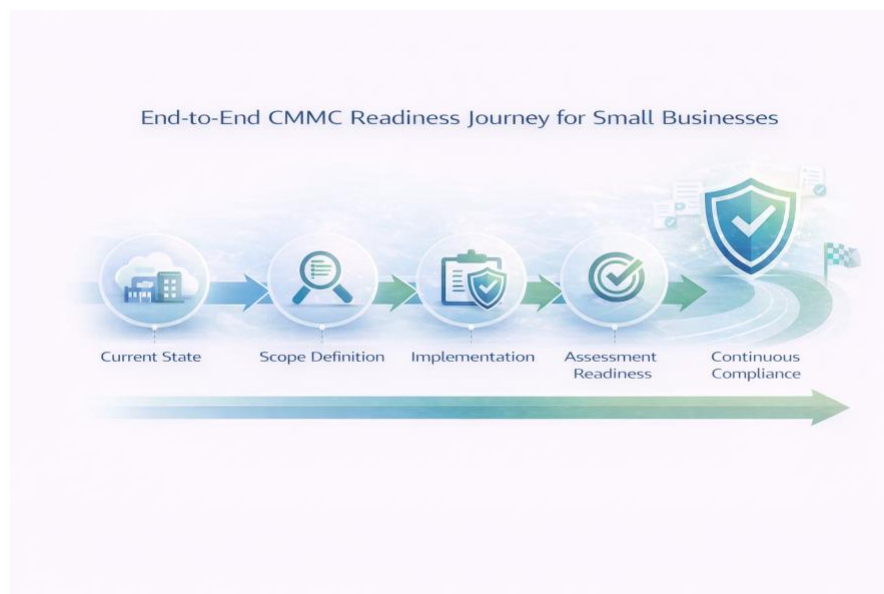 End-to-End CMMC Readiness Journey for Small Businesses
Current State
Scope Definition
Implementation
Assessment
Readiness
Continuous
Compliance